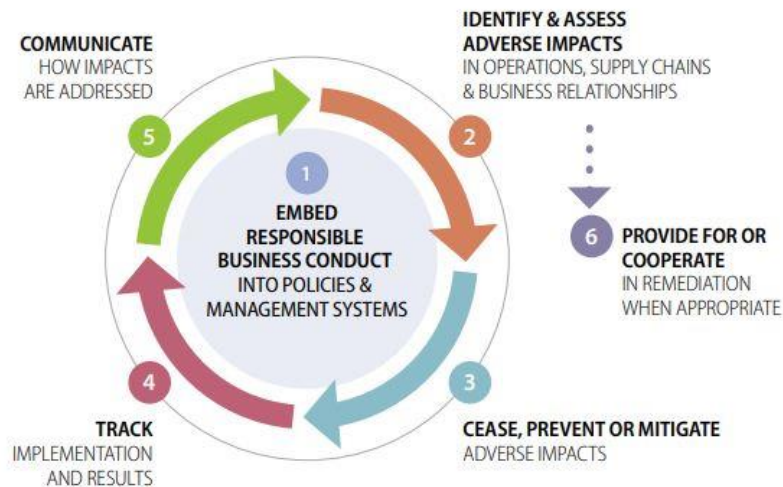 1
EMBED
RESPONSIBLE
BUSINESS CONDUCT
INTO POLICIES &
MANAGEMENT SYSTEMS
2
IDENTIFY & ASSESS
ADVERSE IMPACTS
IN OPERATIONS, SUPPLY CHAINS
& BUSINESS RELATIONSHIPS
3
CEASE, PREVENT OR MITIGATE
ADVERSE IMPACTS
4
TRACK
IMPLEMENTATION
AND RESULTS
5
COMMUNICATE
HOW IMPACTS
ARE ADDRESSED
6
PROVIDE FOR OR
COOPERATE
IN REMEDIATION
WHEN APPROPRIATE